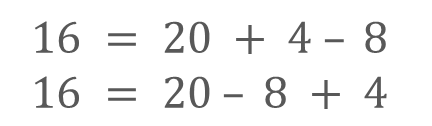 16 = 20 + 4 – 8
16 = 20 – 8 + 4